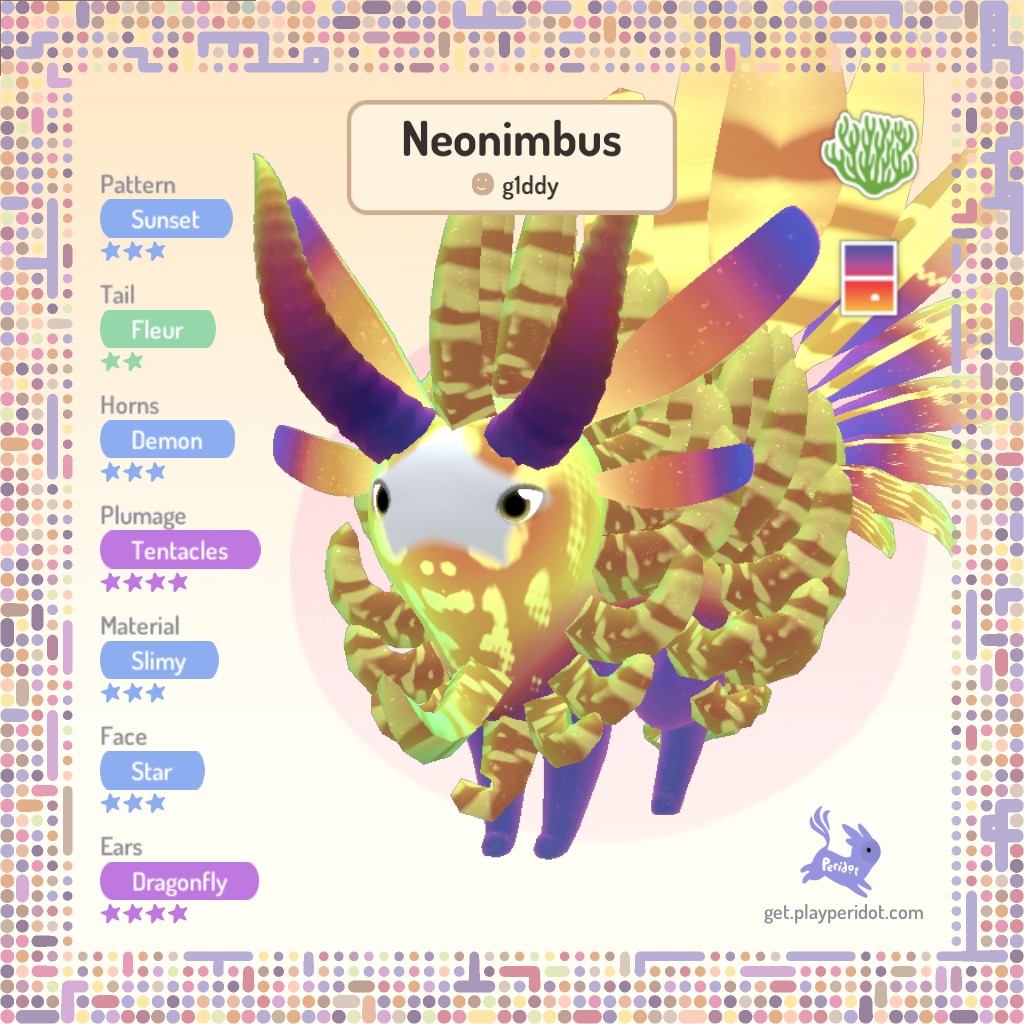 Neonimbus
g1ddy
Pattern
Sunset
Tail
Fleur
Horns
Demon
Plumage
Tentacles
Material
Slimy
Face
Star
Ears
Dragonfly
Peridot
get.playperidot.com